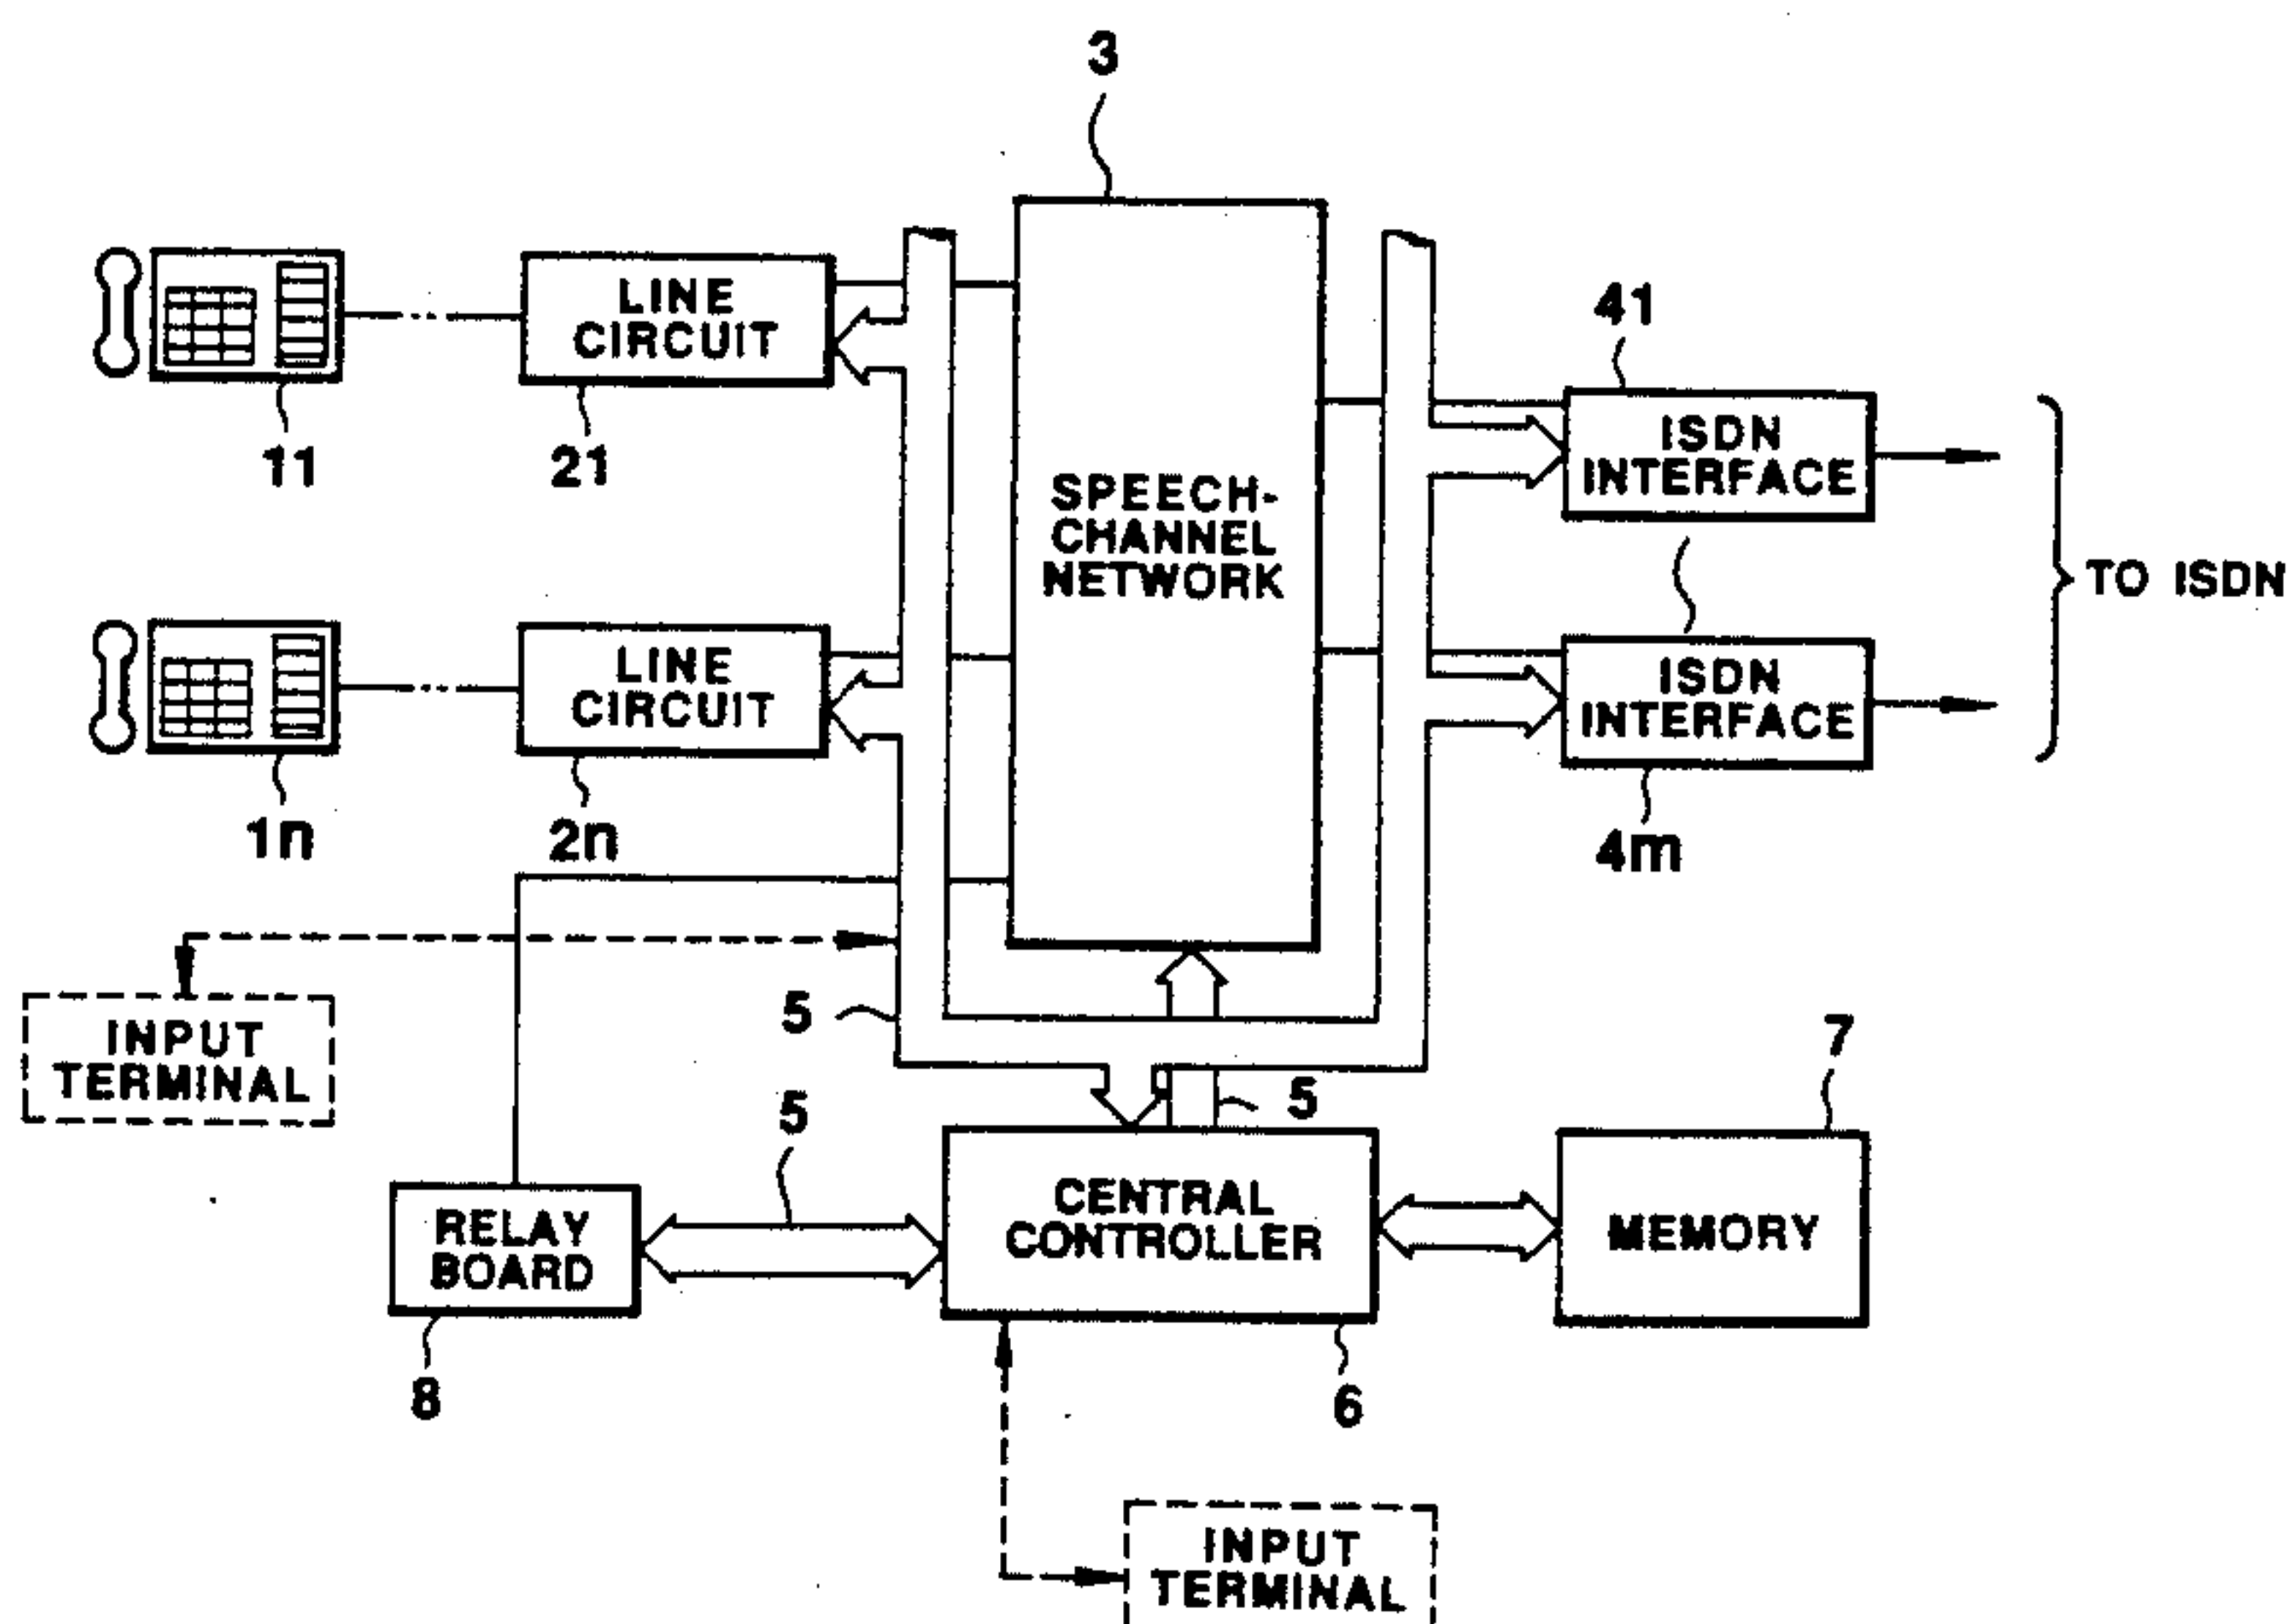 3
LINE
CIRCUIT
11
21
SPEECH-
CHANNEL
NETWORK
41
ISDN
INTERFACE
TO ISDN
LINE
CIRCUIT
1n
2n
ISDN
INTERFACE
4m
INPUT
TERMINAL
5
5
5
7
RELAY
BOARD
8
CENTRAL
CONTROLLER
6
MEMORY
INPUT
TERMINAL